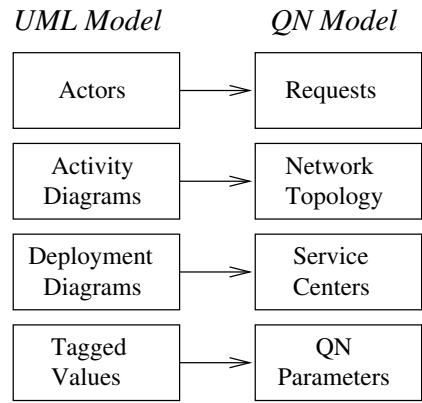 UML Model
QN Model
Actors
Requests
Activity
Diagrams
Network
Topology
Deployment
Diagrams
Service
Centers
Tagged
Values
QN
Parameters